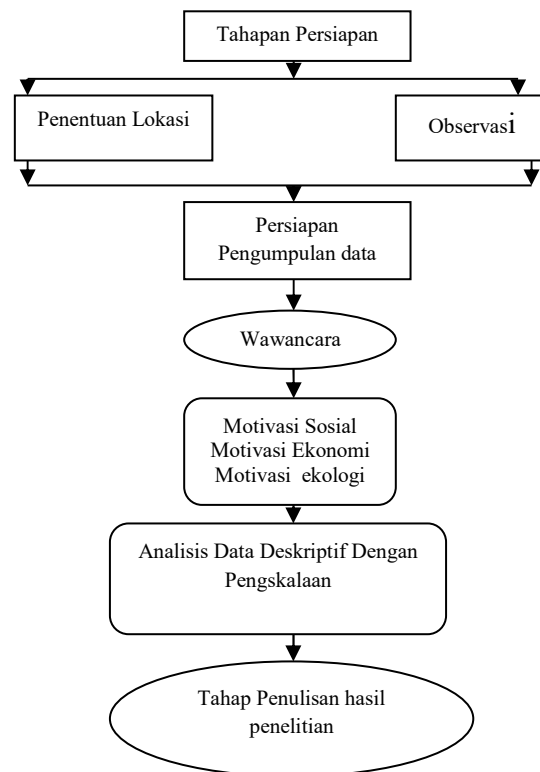 Tahapan Persiapan
Penentuan Lokasi
Observasi
Persiapan
Pengumpulan data
Wawancara
Motivasi Sosial
Motivasi Ekonomi
Motivasi ekologi
Analisis Data Deskriptif Dengan
Pengskalaan
Tahap Penulisan hasil
penelitian